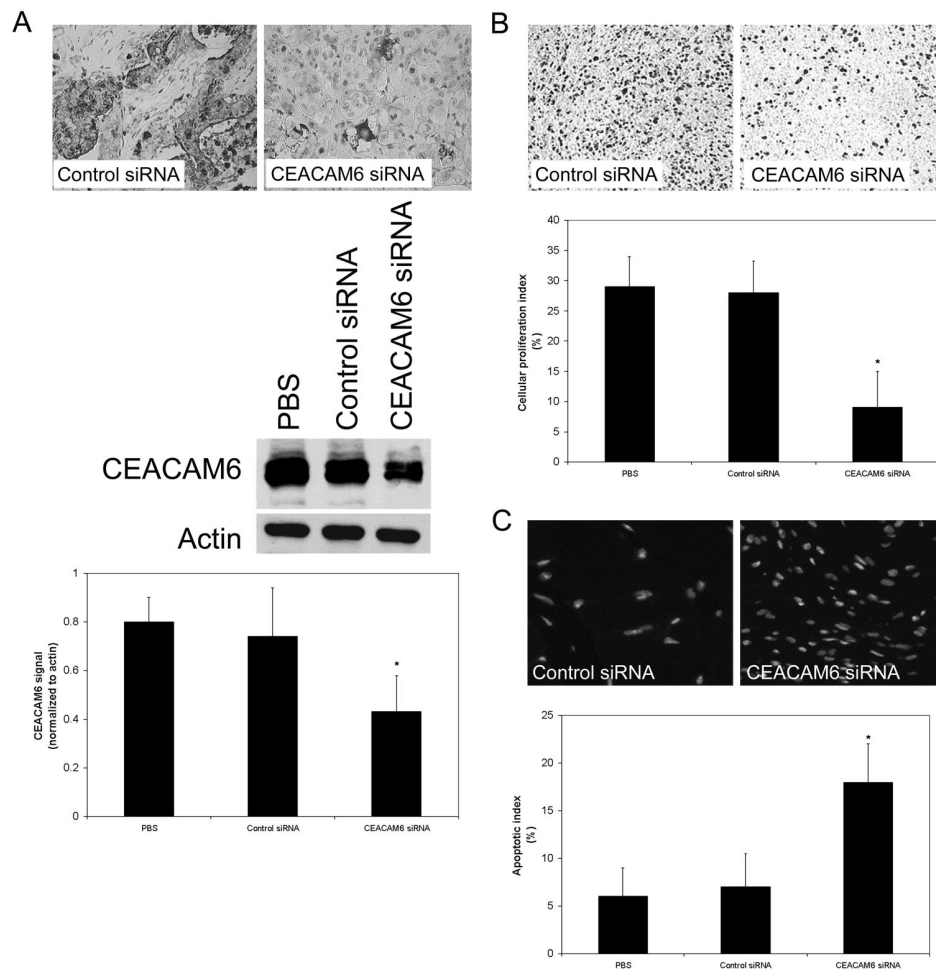 A
Control siRNA
CEACAM6 siRNA
PBS
Control siRNA
CEACAM6 siRNA
CEACAM6
Actin
CEACAM6 signal
(normalized to actin)
1
0.8
0.6
0.4
0.2
0
PBS
Control siRNA
CEACAM6 siRNA
*
B
Control siRNA
CEACAM6 siRNA
Cellular proliferation index
(%)
40
35
30
25
20
15
10
5
0
PBS
Control siRNA
CEACAM6 siRNA
*
C
Control siRNA
CEACAM6 siRNA
Apoptotic index
(%)
25
20
15
10
5
0
PBS
Control siRNA
CEACAM6 siRNA
*